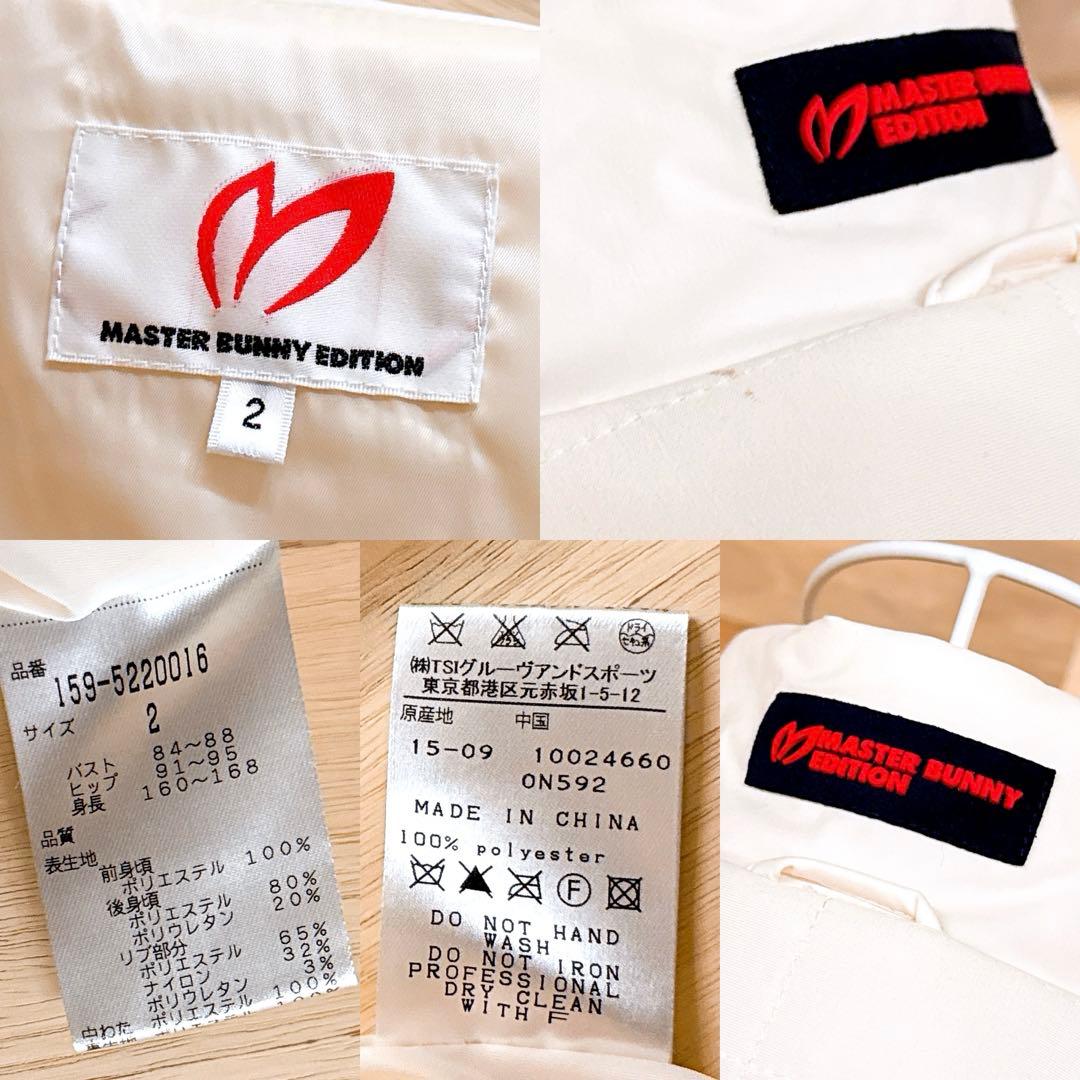 MASTER BUNNY EDITION
2
MASTER
EDITION
品番
159-5220016
サイズ 2
バスト 84～88
ヒップ 91～95
身長 160～168
品質
表生地
前身頃
ポリエステル 100%
後身頃
ポリエステル 80%
ポリウレタン 20%
リブ部分
ポリエステル 65%
ナイロン 32%
ポリウレタン 3%
中わた ポリエステル 100%
ドライ
セキユ系
㈱TSIグルーヴアンドスポーツ
東京都港区元赤坂1-5-12
原産地 中国
15-09 10024660
0N592
MADE IN CHINA
100% polyester
F
DO NOT HAND
WASH
DO NOT IRON
PROFESSIONAL
DRY CLEAN
WITH F
MASTER BUNNY
EDITION